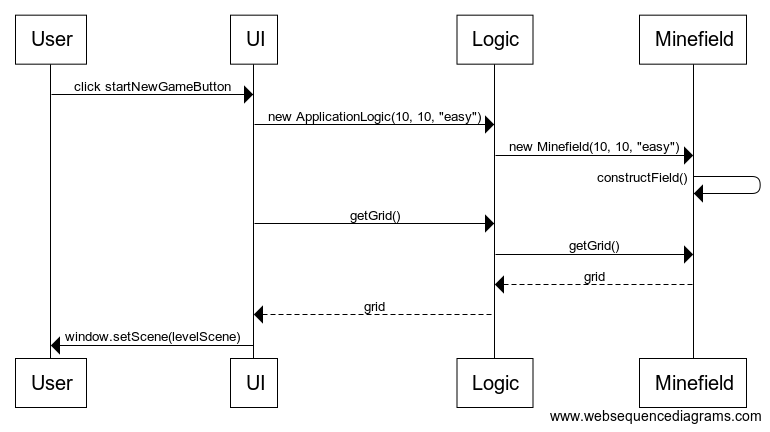 User UI Logic Minefield
click startNewGameButton
new ApplicationLogic(10, 10, "easy")
new Minefield(10, 10, "easy")
constructField()
getGrid()
getGrid()
grid
grid
window.setScene(levelScene)
User UI Logic Minefield
www.websequencediagrams.com